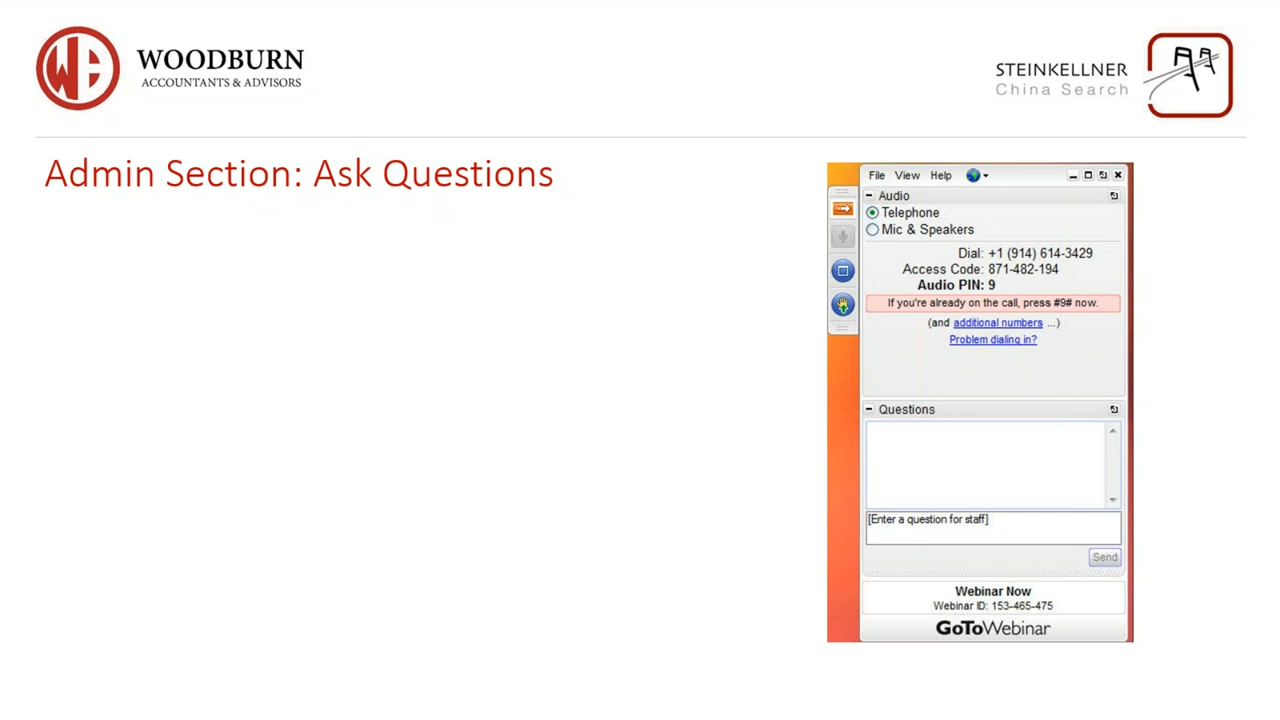 WOODBURN
ACCOUNTANTS & ADVISORS
STEINKELLNER
China Search
Admin Section: Ask Questions
File View Help
Audio
Telephone
Mic & Speakers
Dial: +1 (914) 614-3429
Access Code: 871-482-194
Audio PIN: 9
If you're already on the call, press #9# now.
(and additional numbers ...)
Problem dialing in?
Questions
[Enter a question for staff]
Send
Webinar Now
Webinar ID: 153-465-475
GoToWebinar